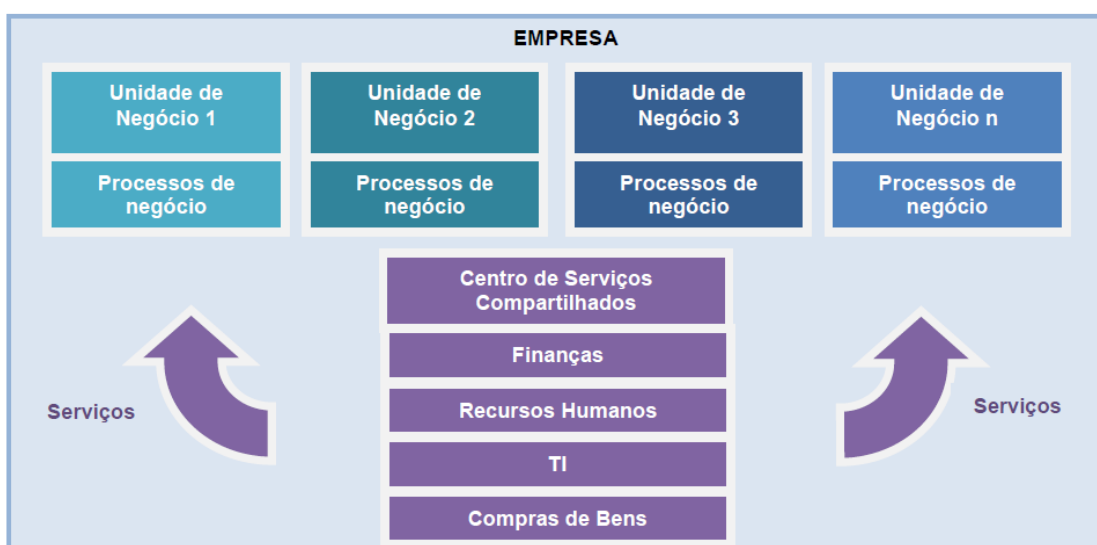 EMPRESA
Unidade de
Negócio 1
Unidade de
Negócio 2
Unidade de
Negócio 3
Unidade de
Negócio n
Processos de
negócio
Processos de
negócio
Processos de
negócio
Processos de
negócio
Centro de Serviços
Compartilhados
Finanças
Recursos Humanos
TI
Compras de Bens
Serviços
Serviços